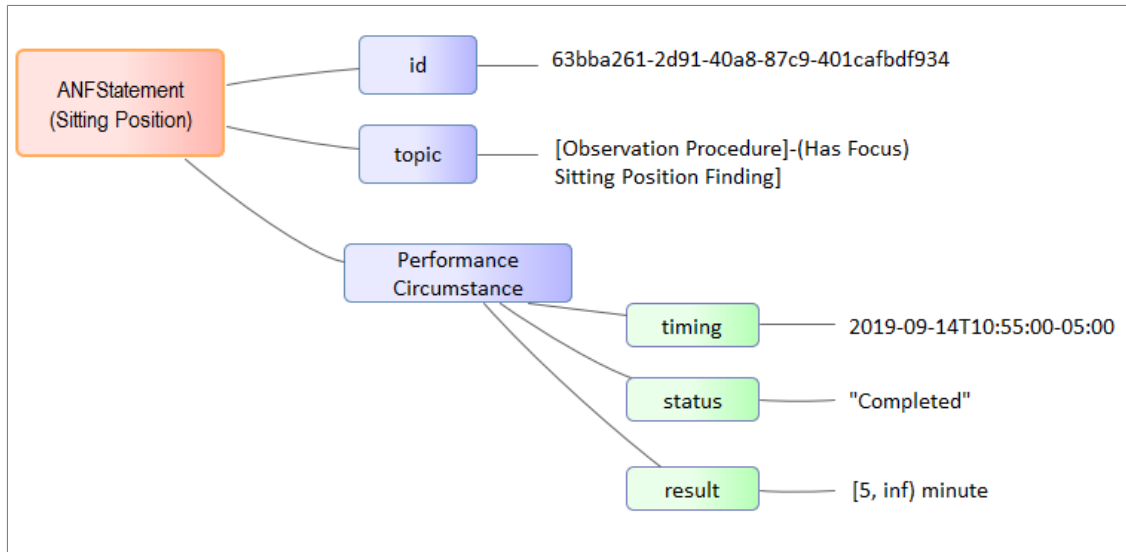 ANFStatement
(Sitting Position)
id
63bba261-2d91-40a8-87c9-401cafbdf934
topic
[Observation Procedure]-(Has Focus)
Sitting Position Finding]
Performance
Circumstance
timing
2019-09-14T10:55:00-05:00
status
"Completed"
result
[5, inf) minute